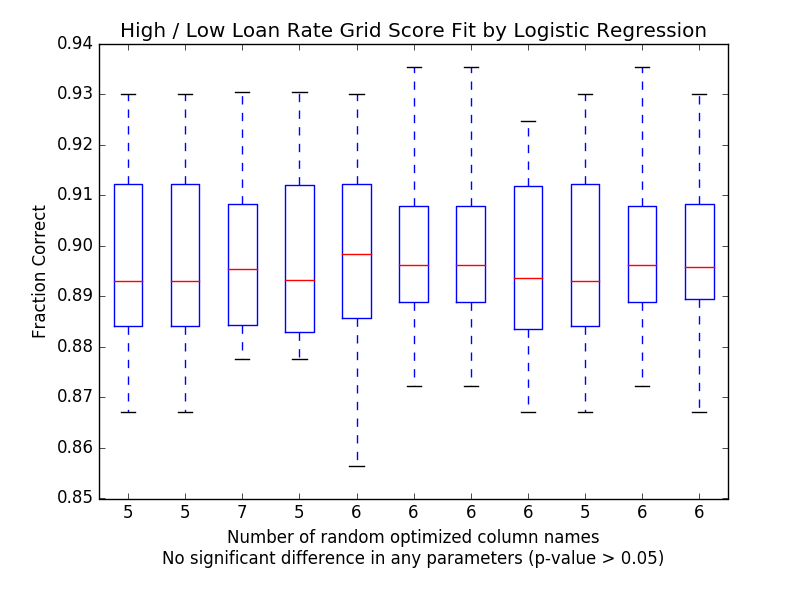 High / Low Loan Rate Grid Score Fit by Logistic Regression
0.94
0.93
0.92
0.91
0.90
0.89
0.88
0.87
0.86
0.85
Fraction Correct
5 5 7 5 6 6 6 6 5 6 6
Number of random optimized column names
No significant difference in any parameters (p-value > 0.05)